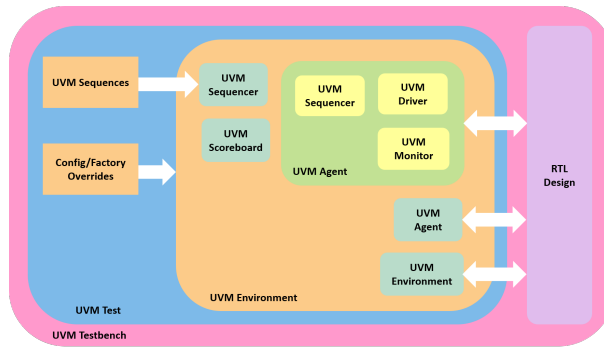 UVM Sequences
Config/Factory
Overrides
UVM
Sequencer
UVM
Scoreboard
UVM
Sequencer
UVM
Driver
UVM
Monitor
UVM Agent
UVM
Agent
UVM
Environment
UVM Environment
UVM Test
UVM Testbench
RTL
Design